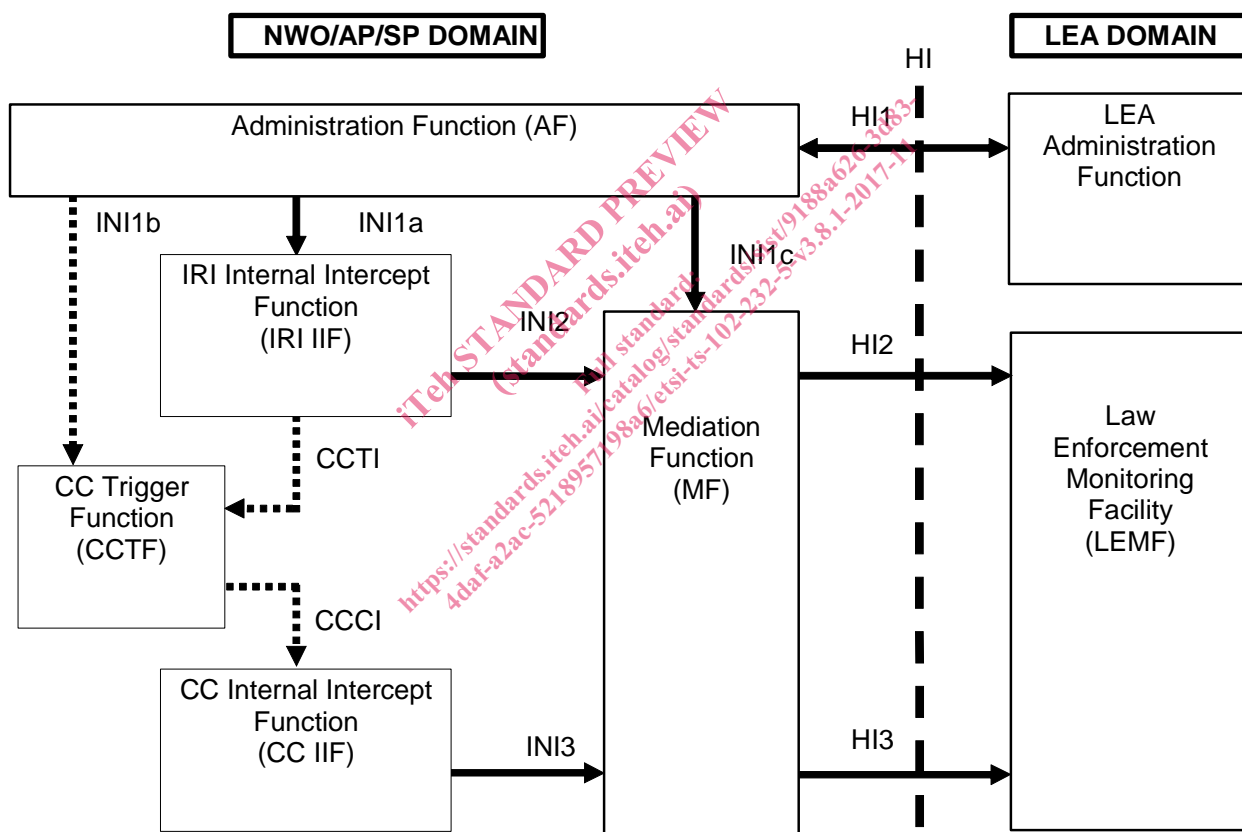 NWO/AP/SP DOMAIN
LEA DOMAIN
HI
Administration Function (AF)
HI1
LEA
Administration
Function
INI1b
INI1a
INI1c
IRI Internal Intercept
Function
(IRI IIF)
INI2
HI2
CCTI
Mediation
Function
(MF)
Law
Enforcement
Monitoring
Facility
(LEMF)
CC Trigger
Function
(CCTF)
CCCI
CC Internal Intercept
Function
(CC IIF)
INI3
HI3
iTeh STANDARD PREVIEW
(standards.iteh.ai)
Full standard:
https://standards.iteh.ai/catalog/standards/sist/9188a626-3d83-
4daf-a2ac-5218957198a6/etsi-ts-102-232-5-v3.8.1-2017-11